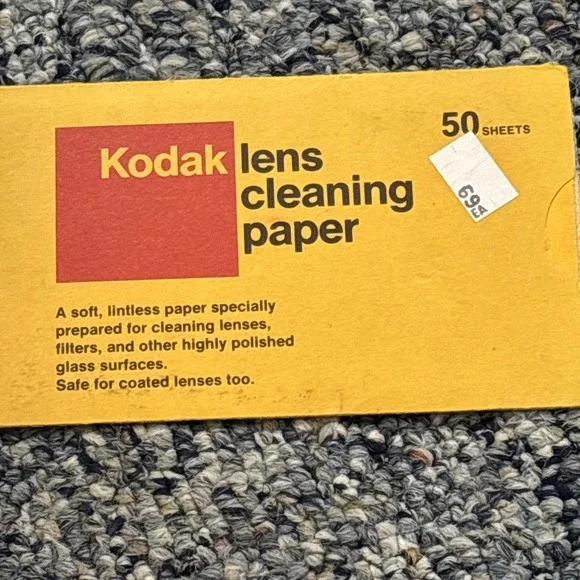 Kodak lens
cleaning
paper
50 SHEETS
69¢
A soft, lintless paper specially
prepared for cleaning lenses,
filters, and other highly polished
glass surfaces.
Safe for coated lenses too.